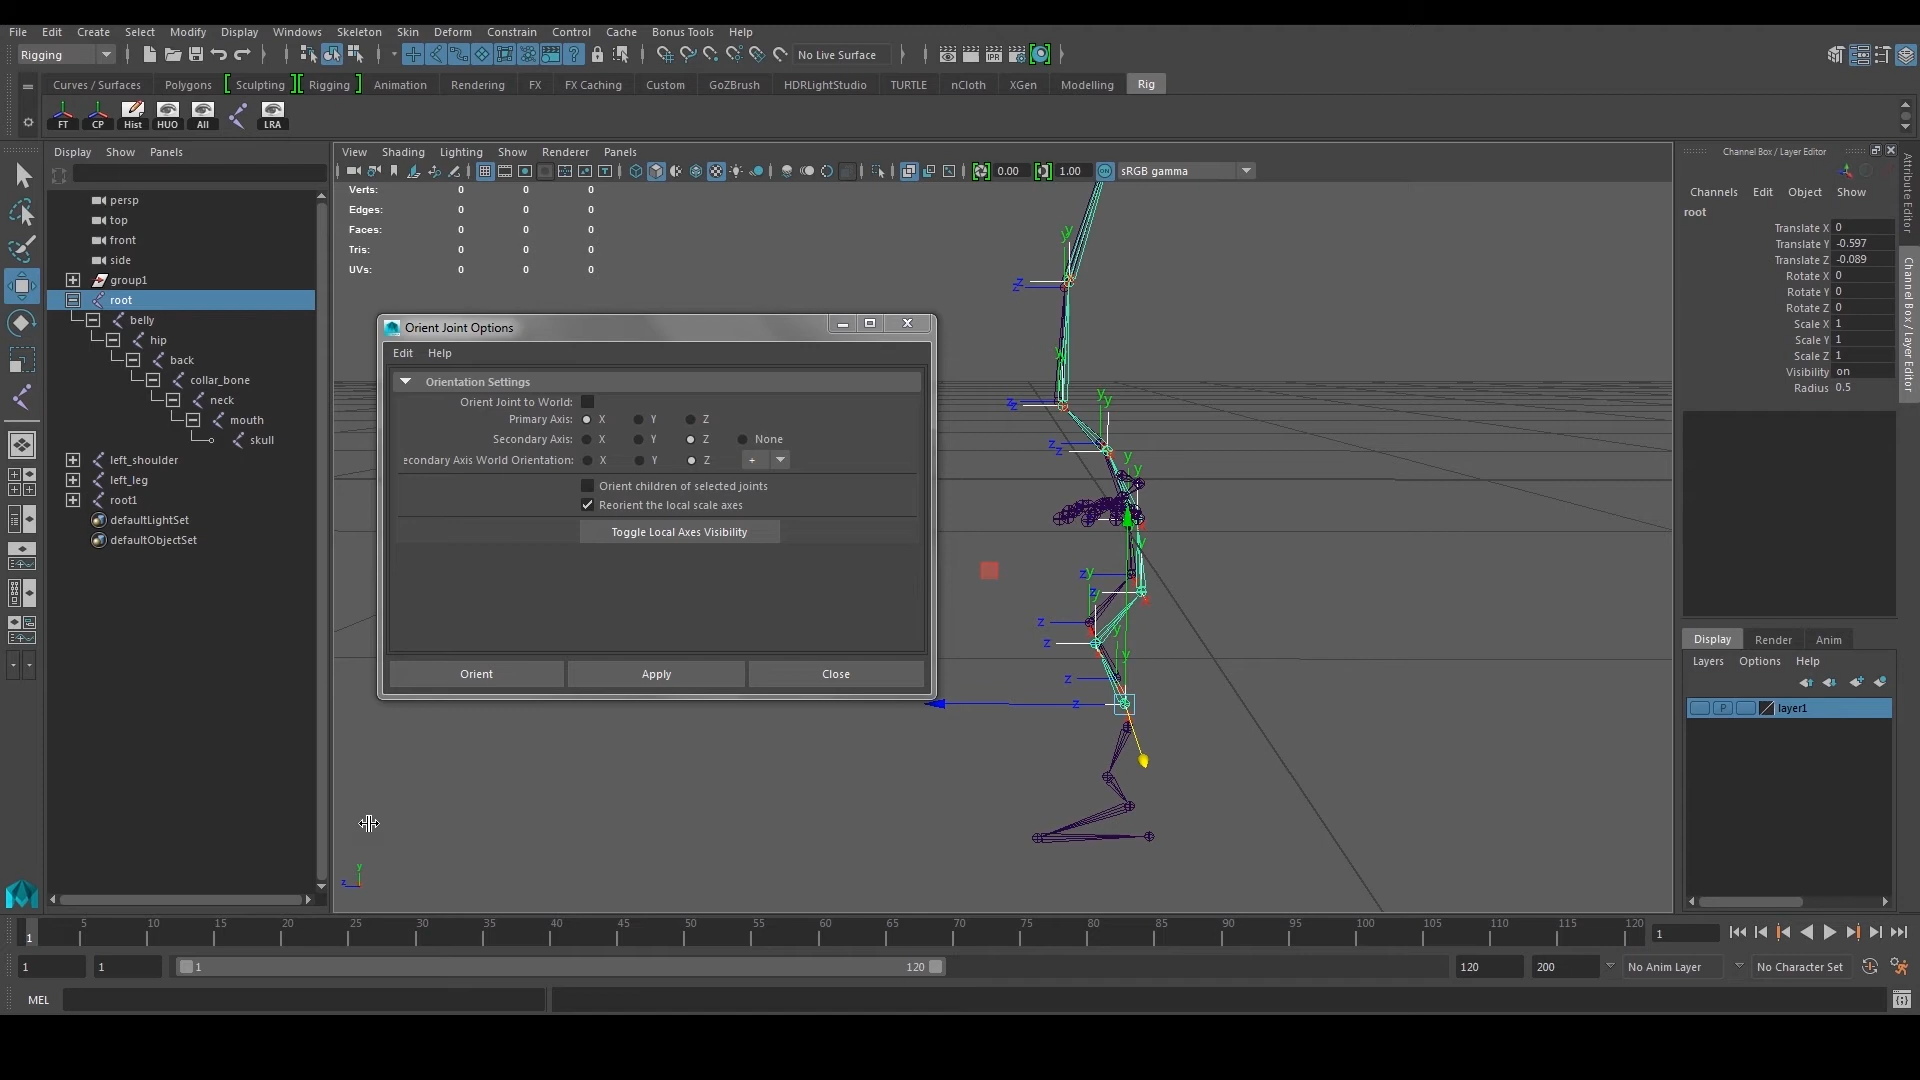 File Edit Create Select Modify Display Windows Skeleton Skin Deform Constrain Control Cache Bonus Tools Help
Rigging No Live Surface
Curves / Surfaces Polygons Sculpting Rigging Animation Rendering FX FX Caching Custom GoZBrush HDRLightStudio TURTLE nCloth XGen Modelling Rig
FT CP Hist HUO All LRA
Display Show Panels
persp
top
front
side
group1
root
belly
hip
back
collar_bone
neck
mouth
skull
left_shoulder
left_leg
root1
defaultLightSet
defaultObjectSet
View Shading Lighting Show Renderer Panels
0.00 1.00 sRGB gamma
Verts: 0 0 0
Edges: 0 0 0
Faces: 0 0 0
Tris: 0 0 0
UVs: 0 0 0
Orient Joint Options
Edit Help
Orientation Settings
Orient Joint to World:
Primary Axis: X Y Z
Secondary Axis: X Y Z None
econdary Axis World Orientation: X Y Z +
Orient children of selected joints
Reorient the local scale axes
Toggle Local Axes Visibility
Orient Apply Close
Channel Box / Layer Editor
Channels Edit Object Show
root
Translate X 0
Translate Y -0.597
Translate Z -0.089
Rotate X 0
Rotate Y 0
Rotate Z 0
Scale X 1
Scale Y 1
Scale Z 1
Visibility on
Radius 0.5
Attribute Editor
Channel Box / Layer Editor
Display Render Anim
Layers Options Help
P layer1
5 10 15 20 25 30 35 40 45 50 55 60 65 70 75 80 85 90 95 100 105 110 115 120
1 1
1 1 1 120 120 200 No Anim Layer No Character Set
MEL